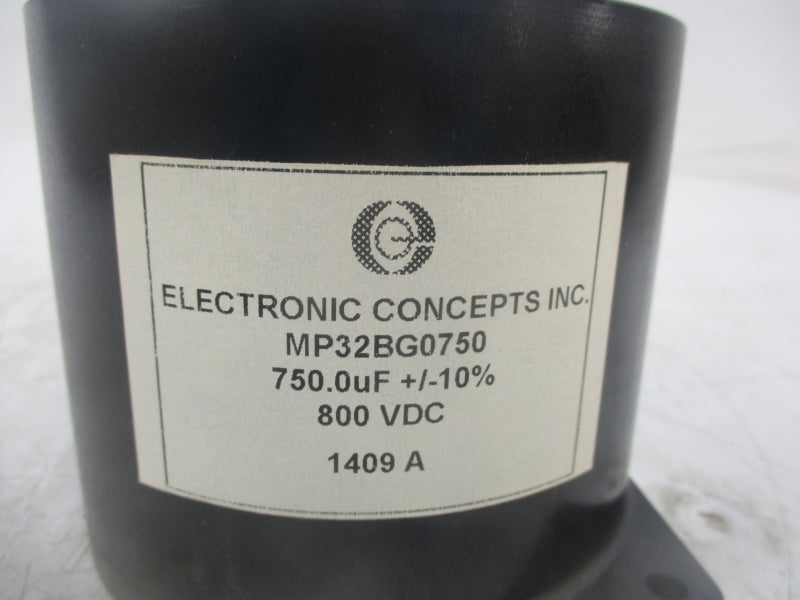 ELECTRONIC CONCEPTS INC.
MP32BG0750
750.0uF +/-10%
800 VDC
1409 A